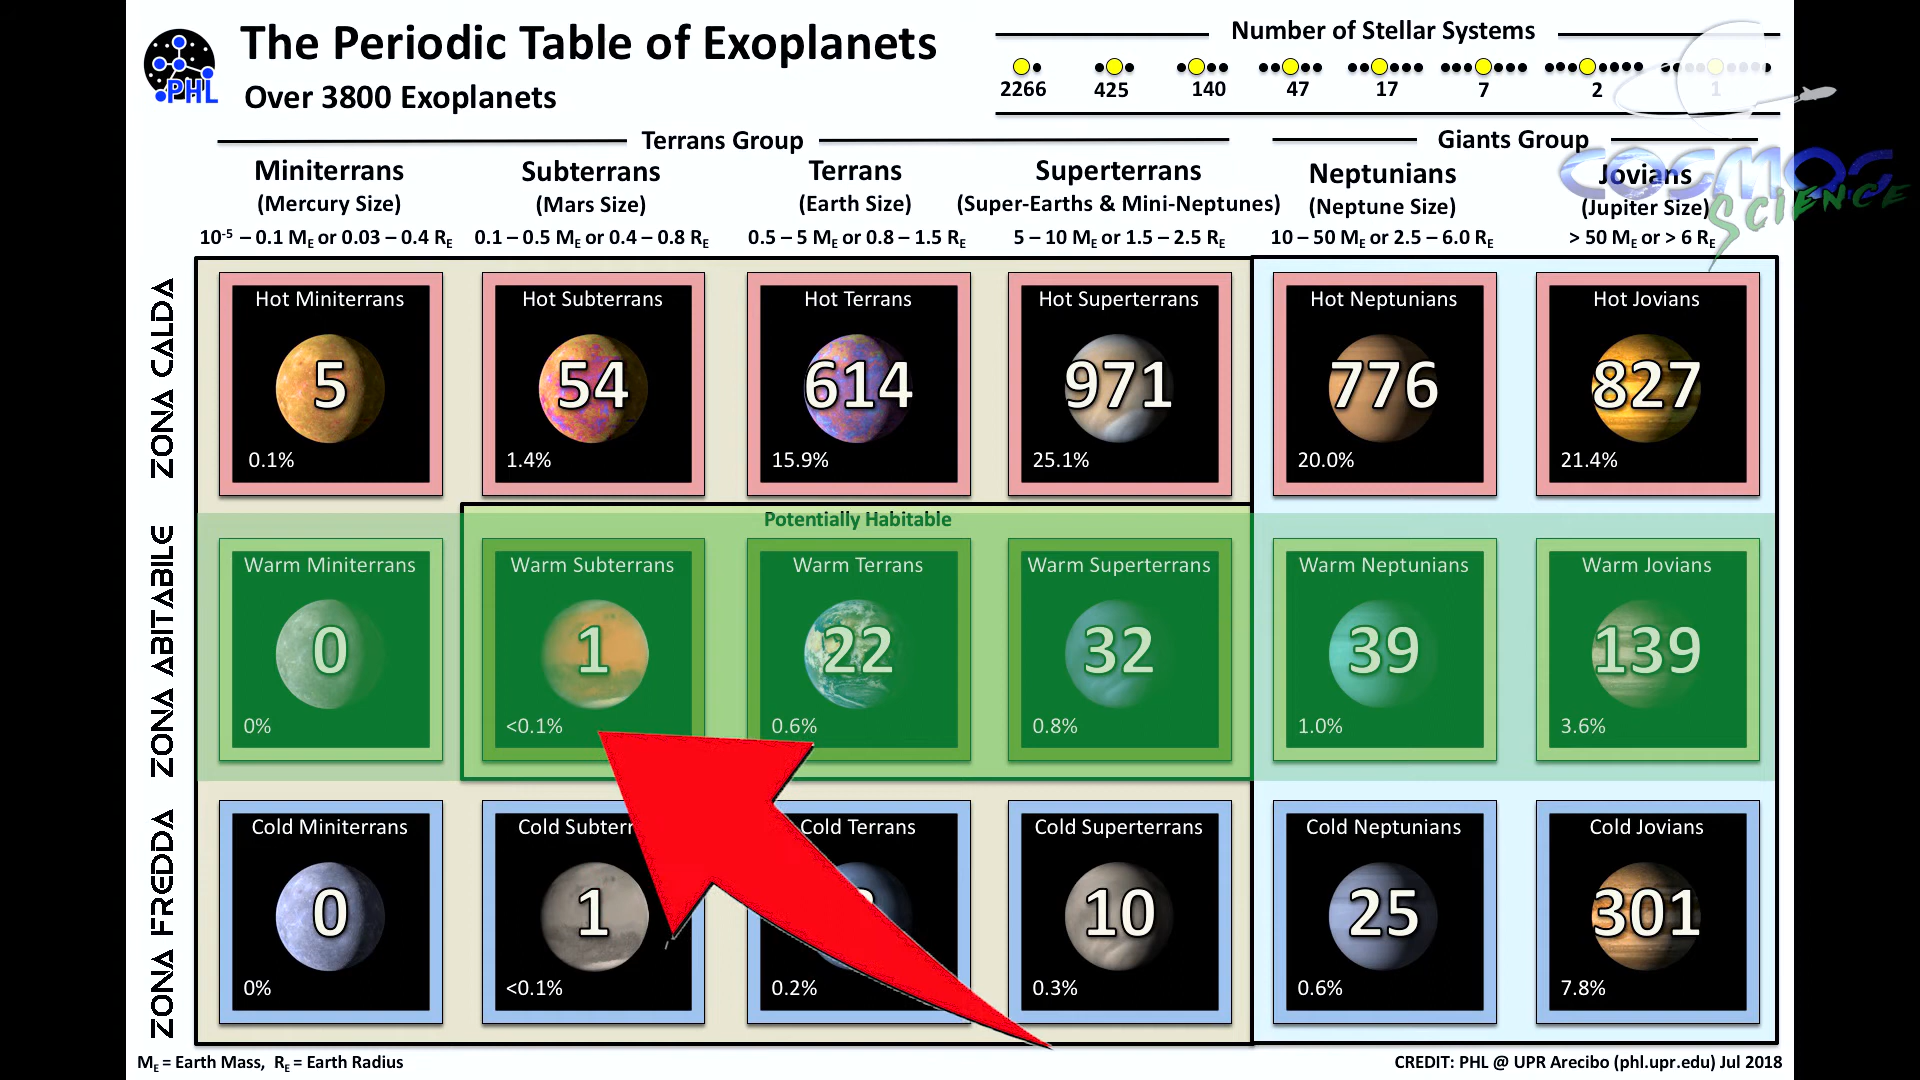 The Periodic Table of Exoplanets
Over 3800 Exoplanets
PHL
Number of Stellar Systems
2266 425 140 47 17 7 2 1
COSMOS
SCIENCE
Terrans Group
Giants Group
Miniterrans
(Mercury Size)
10-5 – 0.1 ME or 0.03 – 0.4 RE
Subterrans
(Mars Size)
0.1 – 0.5 ME or 0.4 – 0.8 RE
Terrans
(Earth Size)
0.5 – 5 ME or 0.8 – 1.5 RE
Superterrans
(Super-Earths & Mini-Neptunes)
5 – 10 ME or 1.5 – 2.5 RE
Neptunians
(Neptune Size)
10 – 50 ME or 2.5 – 6.0 RE
Jovians
(Jupiter Size)
> 50 ME or > 6 RE
ZONA CALDA
Hot Miniterrans
5
0.1%
Hot Subterrans
54
1.4%
Hot Terrans
614
15.9%
Hot Superterrans
971
25.1%
Hot Neptunians
776
20.0%
Hot Jovians
827
21.4%
ZONA ABITABILE
Potentially Habitable
Warm Miniterrans
0
0%
Warm Subterrans
1
<0.1%
Warm Terrans
22
0.6%
Warm Superterrans
32
0.8%
Warm Neptunians
39
1.0%
Warm Jovians
139
3.6%
ZONA FREDDA
Cold Miniterrans
0
0%
Cold
1
<0.1%
Cold Terrans
0.2%
Cold Superterrans
10
0.3%
Cold Neptunians
25
0.6%
Cold Jovians
301
7.8%
ME = Earth Mass, RE = Earth Radius
CREDIT: PHL @ UPR Arecibo (phl.upr.edu) Jul 2018